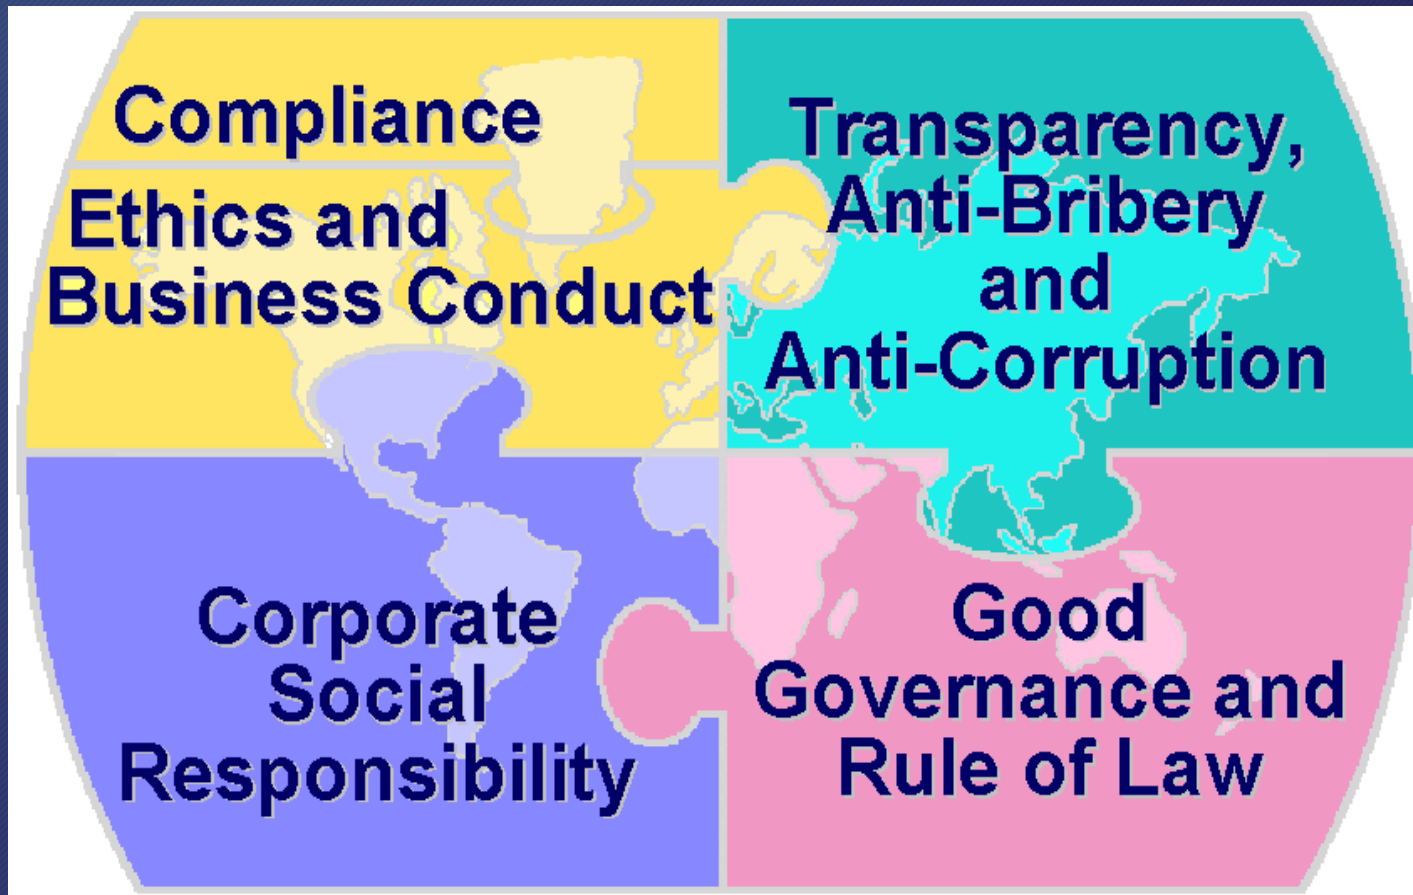 Compliance
Ethics and
Business Conduct
Transparency,
Anti-Bribery
and
Anti-Corruption
Corporate
Social
Responsibility
Good
Governance and
Rule of Law